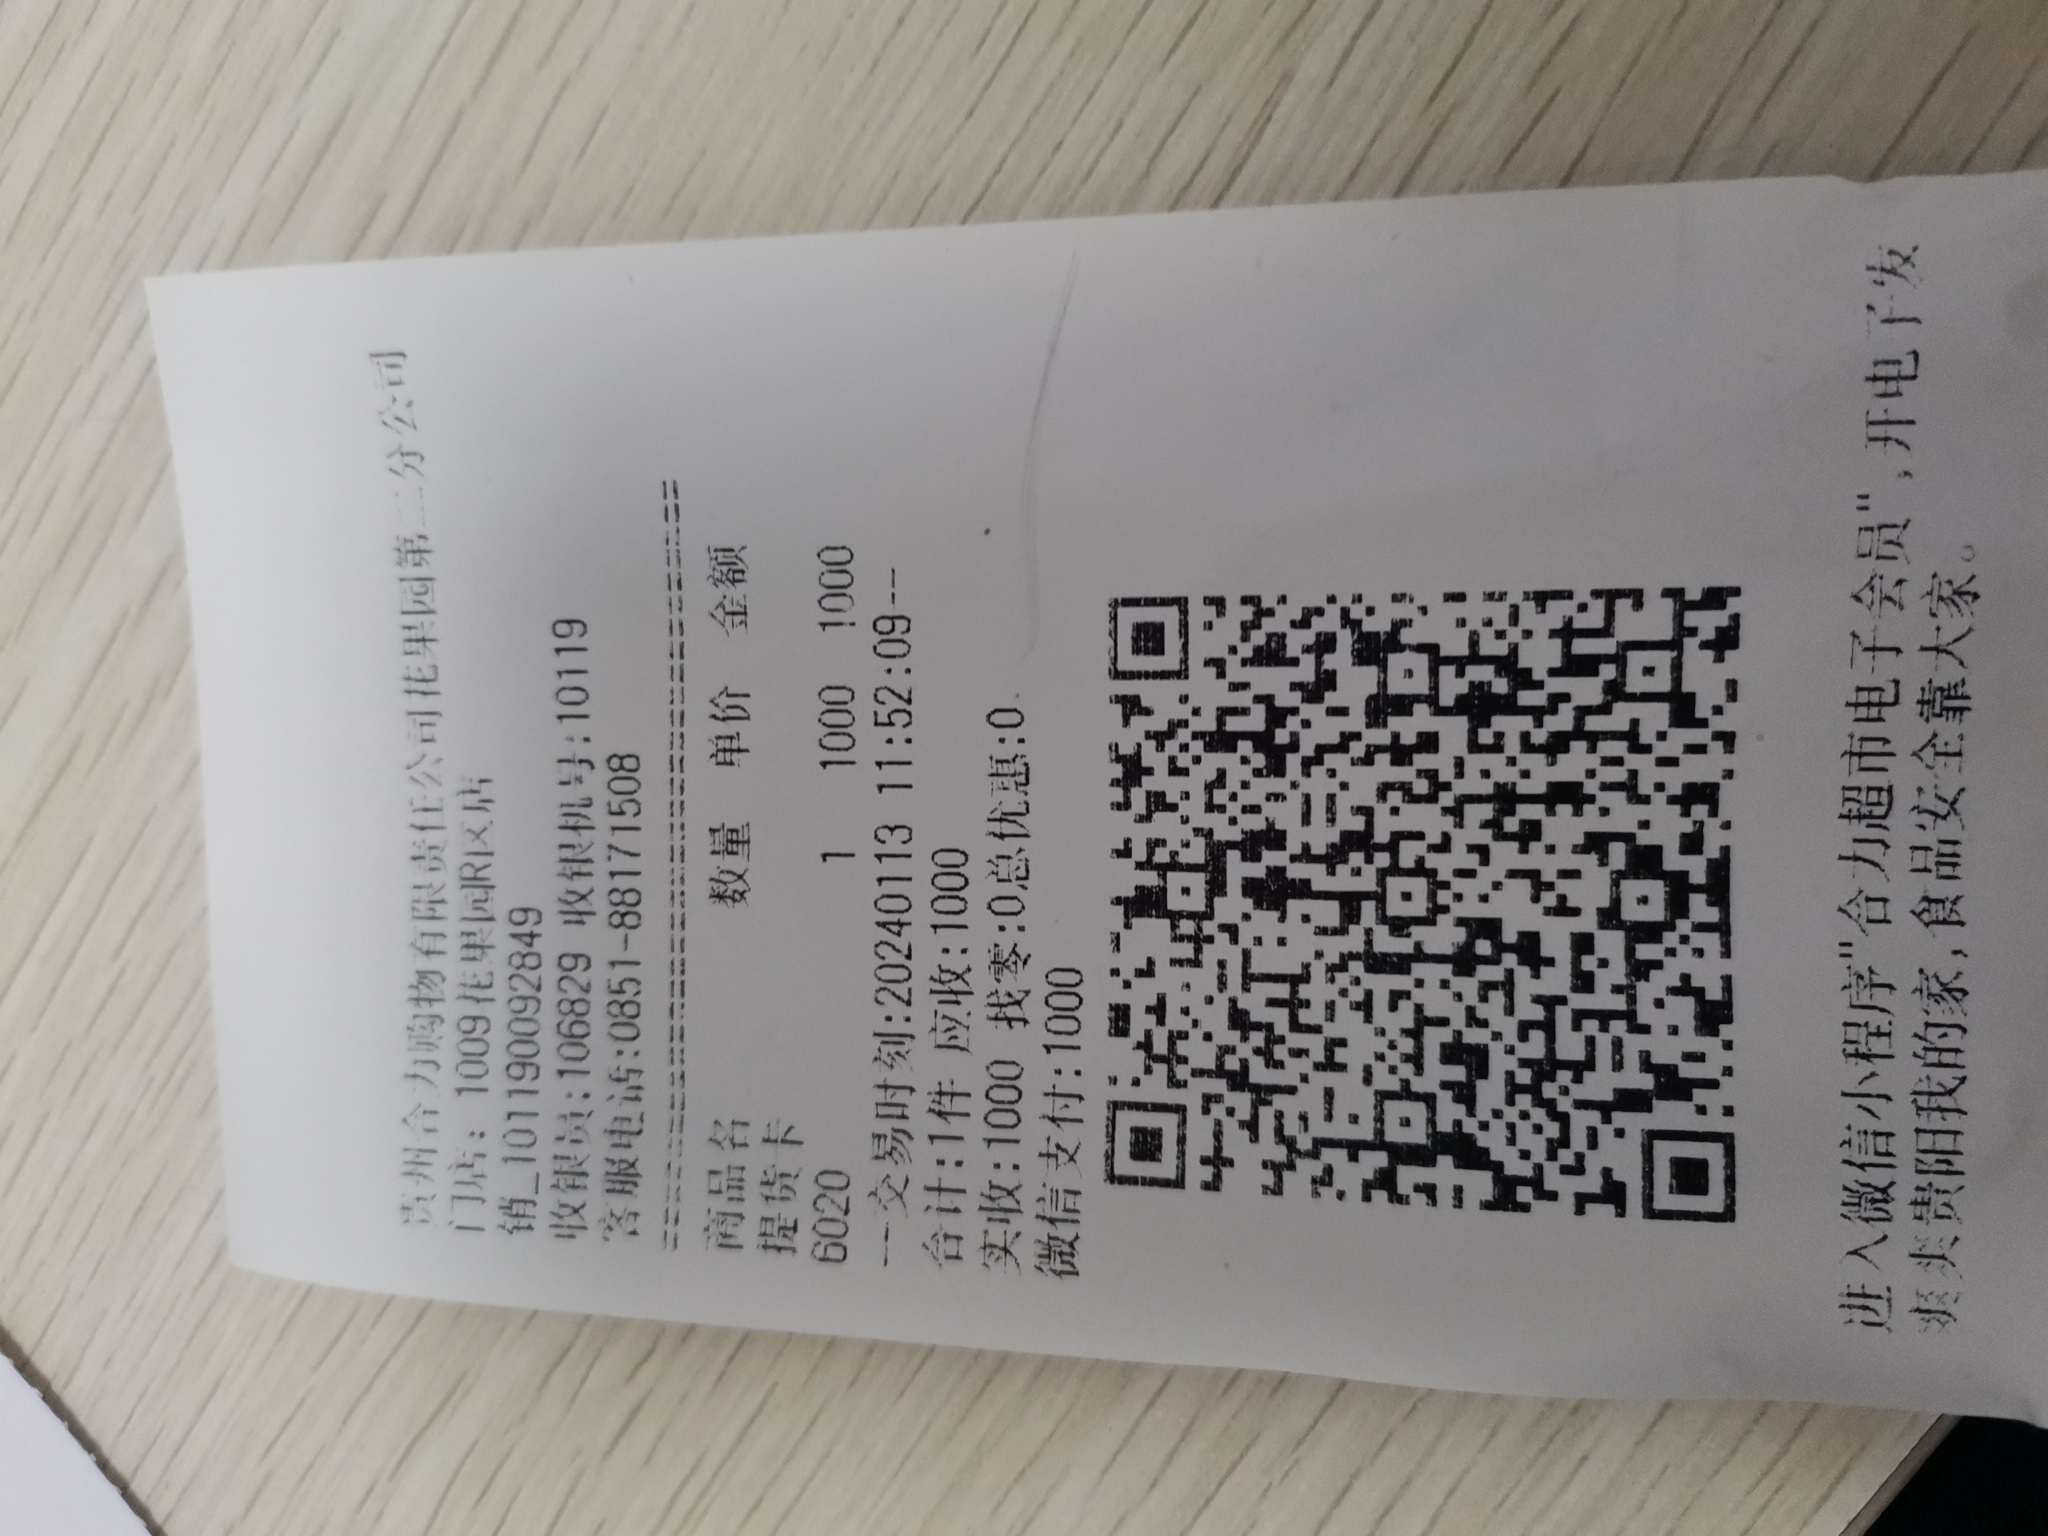 贵州合力购物有限责任公司花果园第二分公司
门店: 1009花果园R区店
销_101190092849
收银员:106829 收银机号:10119
客服电话:0851-88171508
商品名 数量 单价 金额
提货卡
6020 1 1000 1000
--交易时刻:20240113 11:52:09--
合计:1件 应收:1000
实收:1000 找零:0总优惠:0
微信支付:1000
进入微信小程序"合力超市电子会员",开电子发
爽爽贵阳我的家,食品安全靠大家。